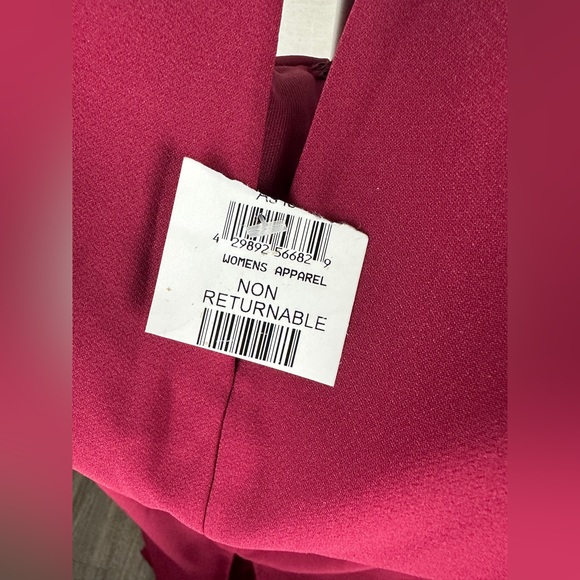 4 29892 56682 9
WOMENS APPAREL
NON
RETURNABLE